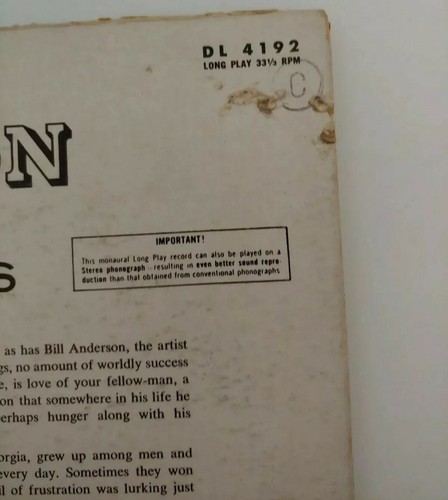 DL 4192
LONG PLAY 33⅓ RPM
C
ON
IMPORTANT!
This monaural Long Play record can also be played on a
Stereo phonograph - resulting in even better sound repro-
duction than that obtained from conventional phonographs
S
as has Bill Anderson, the artist
gs, no amount of worldly success
e, is love of your fellow-man, a
on that somewhere in his life he
erhaps hunger along with his
orgia, grew up among men and
every day. Sometimes they won
il of frustration was lurking just